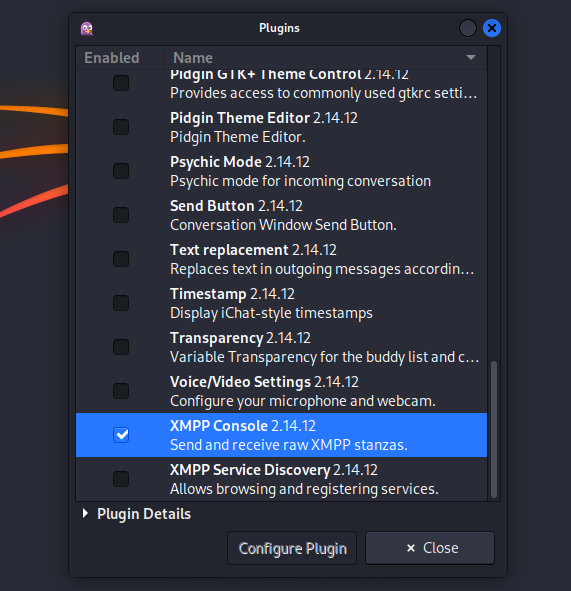 Plugins
Enabled Name
Pidgin GTK+ Theme Control 2.14.12
Provides access to commonly used gtkrc setti…
Pidgin Theme Editor 2.14.12
Pidgin Theme Editor.
Psychic Mode 2.14.12
Psychic mode for incoming conversation
Send Button 2.14.12
Conversation Window Send Button.
Text replacement 2.14.12
Replaces text in outgoing messages accordin…
Timestamp 2.14.12
Display iChat-style timestamps
Transparency 2.14.12
Variable Transparency for the buddy list and c…
Voice/Video Settings 2.14.12
Configure your microphone and webcam.
XMPP Console 2.14.12
Send and receive raw XMPP stanzas.
XMPP Service Discovery 2.14.12
Allows browsing and registering services.
Plugin Details
Configure Plugin × Close